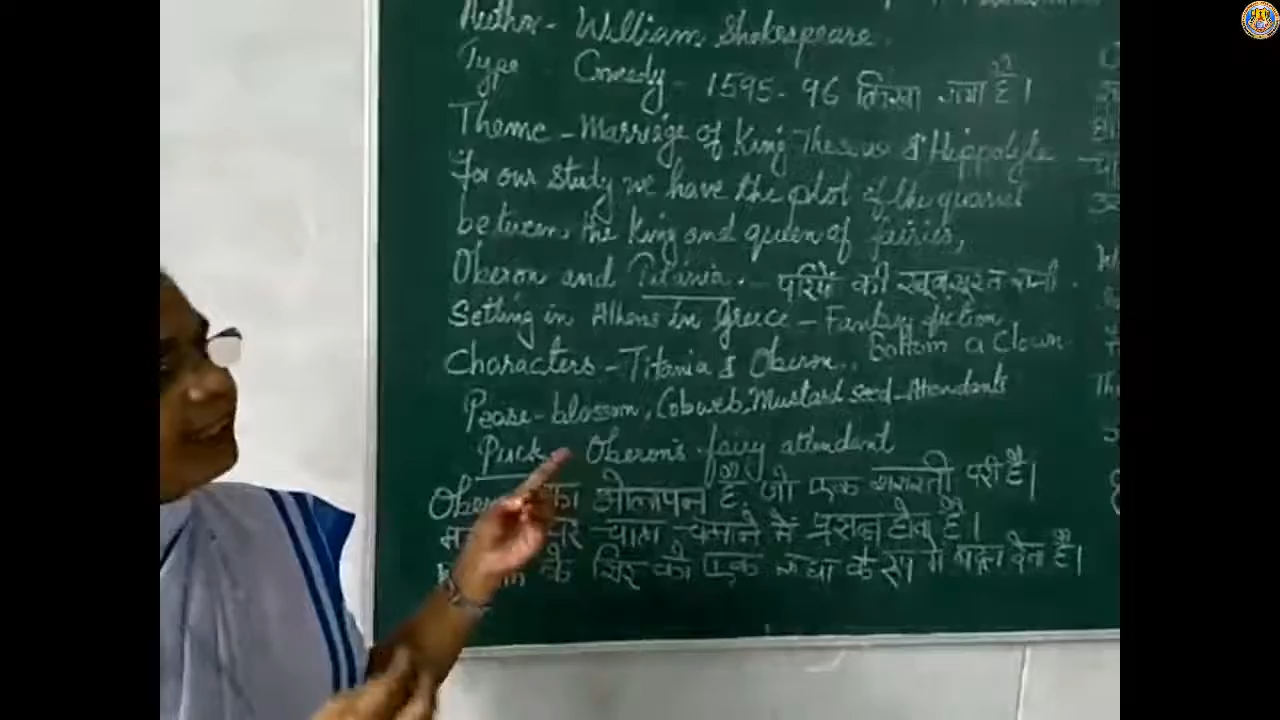 Author - William Shakespeare.
Type - Comedy - 1595-96 लिखा गया है।
Theme - Marriage of King Theseus & Hippolyte
For our study we have the plot of the quarrel
between the King and queen of fairies,
Oberon and Titania. - परियों की खूबसूरत रानी.
Setting in Athens in Greece - Fantasy fiction
Characters - Titania & Oberon.. Bottom a Clown
Pease-blossom, Cobweb, Mustard seed - Attendants
Puck - Oberon's fairy attendant
का है जो एक शरारती परी है।
में प्रसन्न होता है।
के सिर को एक गधा के रूप में बदल देता है।